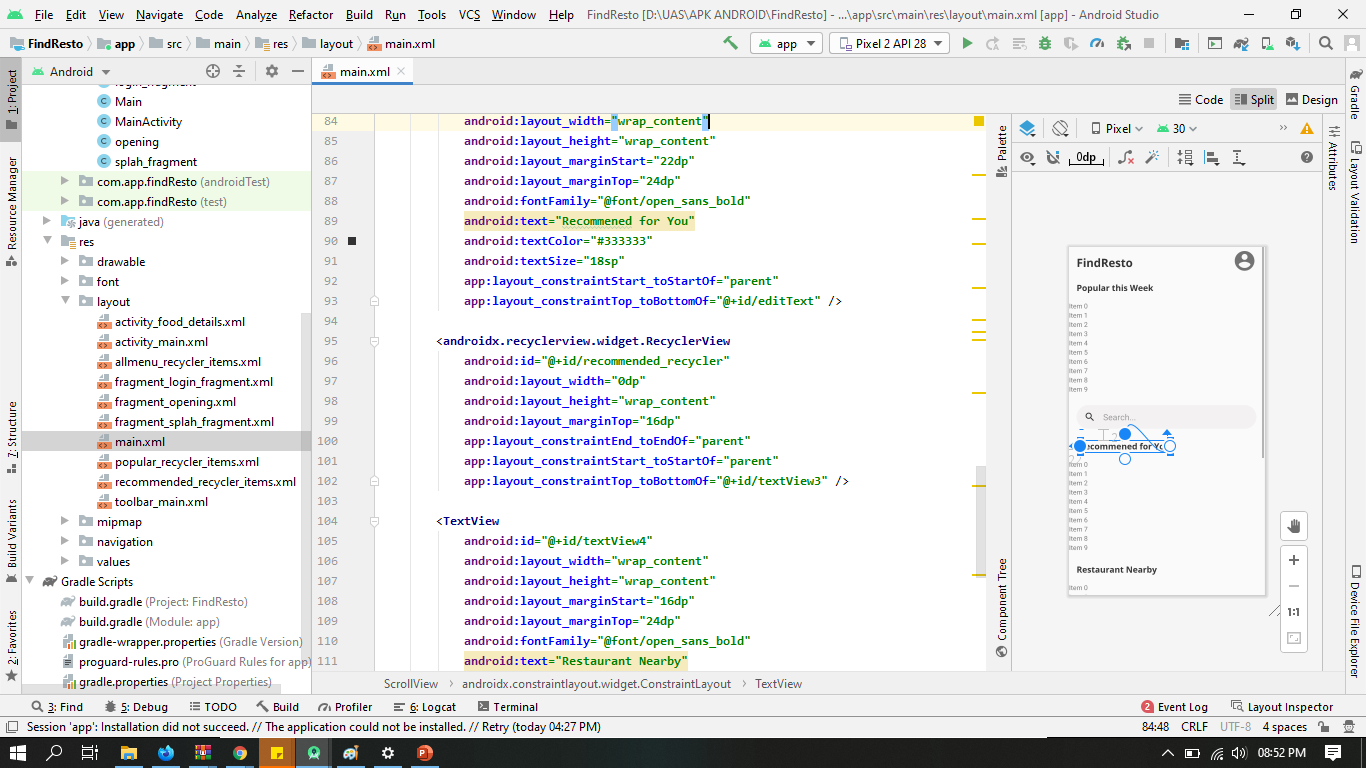 File Edit View Navigate Code Analyze Refactor Build Run Tools VCS Window Help FindResto [D:\UAS\APK ANDROID\FindResto] - ...\app\src\main\res\layout\main.xml [app] - Android Studio
FindResto app src main res layout main.xml app Pixel 2 API 28
Android
main.xml
Code Split Design
Main
MainActivity
opening
splah_fragment
com.app.findResto (androidTest)
com.app.findResto (test)
java (generated)
res
drawable
font
layout
activity_food_details.xml
activity_main.xml
allmenu_recycler_items.xml
fragment_login_fragment.xml
fragment_opening.xml
fragment_splah_fragment.xml
main.xml
popular_recycler_items.xml
recommended_recycler_items.xml
toolbar_main.xml
mipmap
navigation
values
Gradle Scripts
build.gradle (Project: FindResto)
build.gradle (Module: app)
gradle-wrapper.properties (Gradle Version)
proguard-rules.pro (ProGuard Rules for app)
gradle.properties (Project Properties)
1: Project
Resource Manager
Z: Structure
Build Variants
2: Favorites
84 android:layout_width="wrap_content"
85 android:layout_height="wrap_content"
86 android:layout_marginStart="22dp"
87 android:layout_marginTop="24dp"
88 android:fontFamily="@font/open_sans_bold"
89 android:text="Recommened for You"
90 android:textColor="#333333"
91 android:textSize="18sp"
92 app:layout_constraintStart_toStartOf="parent"
93 app:layout_constraintTop_toBottomOf="@+id/editText" />
94
95 <androidx.recyclerview.widget.RecyclerView
96 android:id="@+id/recommended_recycler"
97 android:layout_width="0dp"
98 android:layout_height="wrap_content"
99 android:layout_marginTop="16dp"
100 app:layout_constraintEnd_toEndOf="parent"
101 app:layout_constraintStart_toStartOf="parent"
102 app:layout_constraintTop_toBottomOf="@+id/textView3" />
103
104 <TextView
105 android:id="@+id/textView4"
106 android:layout_width="wrap_content"
107 android:layout_height="wrap_content"
108 android:layout_marginStart="16dp"
109 android:layout_marginTop="24dp"
110 android:fontFamily="@font/open_sans_bold"
111 android:text="Restaurant Nearby"
ScrollView androidx.constraintlayout.widget.ConstraintLayout TextView
Palette
Component Tree
Pixel 30
0dp
FindResto
Popular this Week
Item 0
Item 1
Item 2
Item 3
Item 4
Item 5
Item 6
Item 7
Item 8
Item 9
Search...
ecommened for Yo
Item 0
Item 1
Item 2
Item 3
Item 4
Item 5
Item 6
Item 7
Item 8
Item 9
Restaurant Nearby
Item 0
1:1
Attributes
Gradle
Layout Validation
Device File Explorer
3: Find 5: Debug TODO Build Profiler 6: Logcat Terminal 2 Event Log Layout Inspector
Session 'app': Installation did not succeed. // The application could not be installed. // Retry (today 04:27 PM) 84:48 CRLF UTF-8 4 spaces
08:52 PM